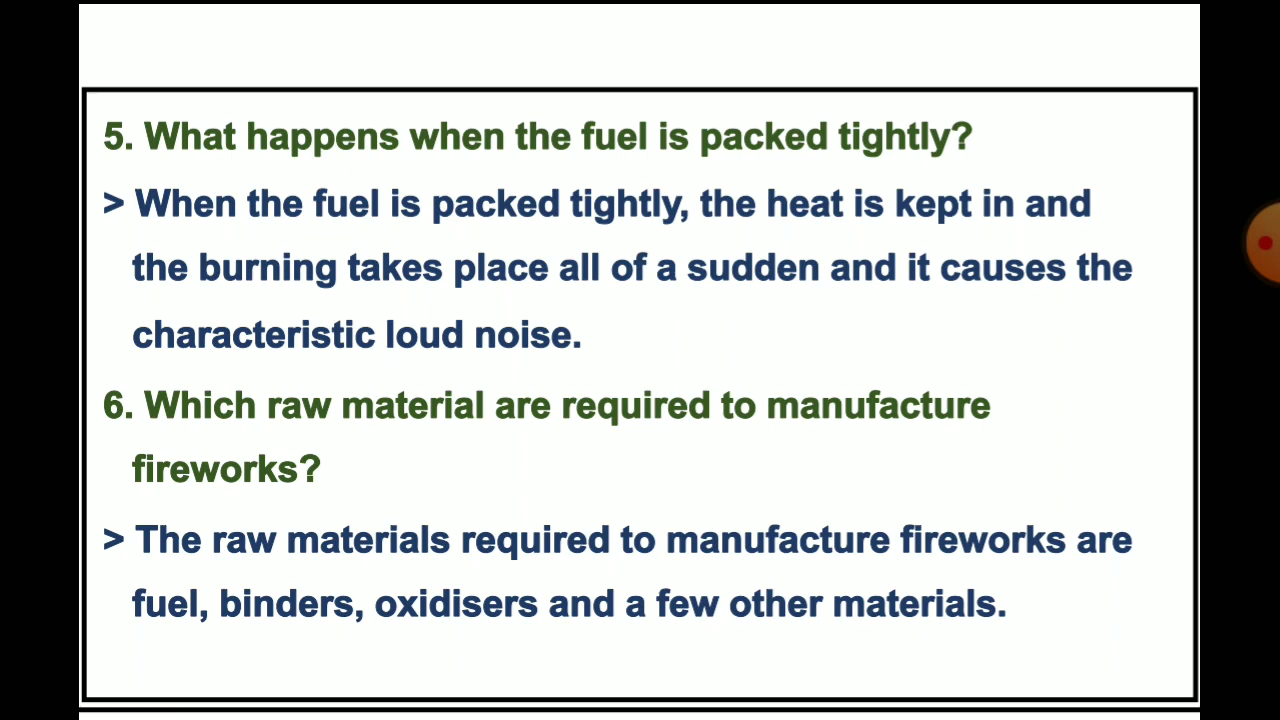 5. What happens when the fuel is packed tightly?
> When the fuel is packed tightly, the heat is kept in and
the burning takes place all of a sudden and it causes the
characteristic loud noise.
6. Which raw material are required to manufacture
fireworks?
> The raw materials required to manufacture fireworks are
fuel, binders, oxidisers and a few other materials.